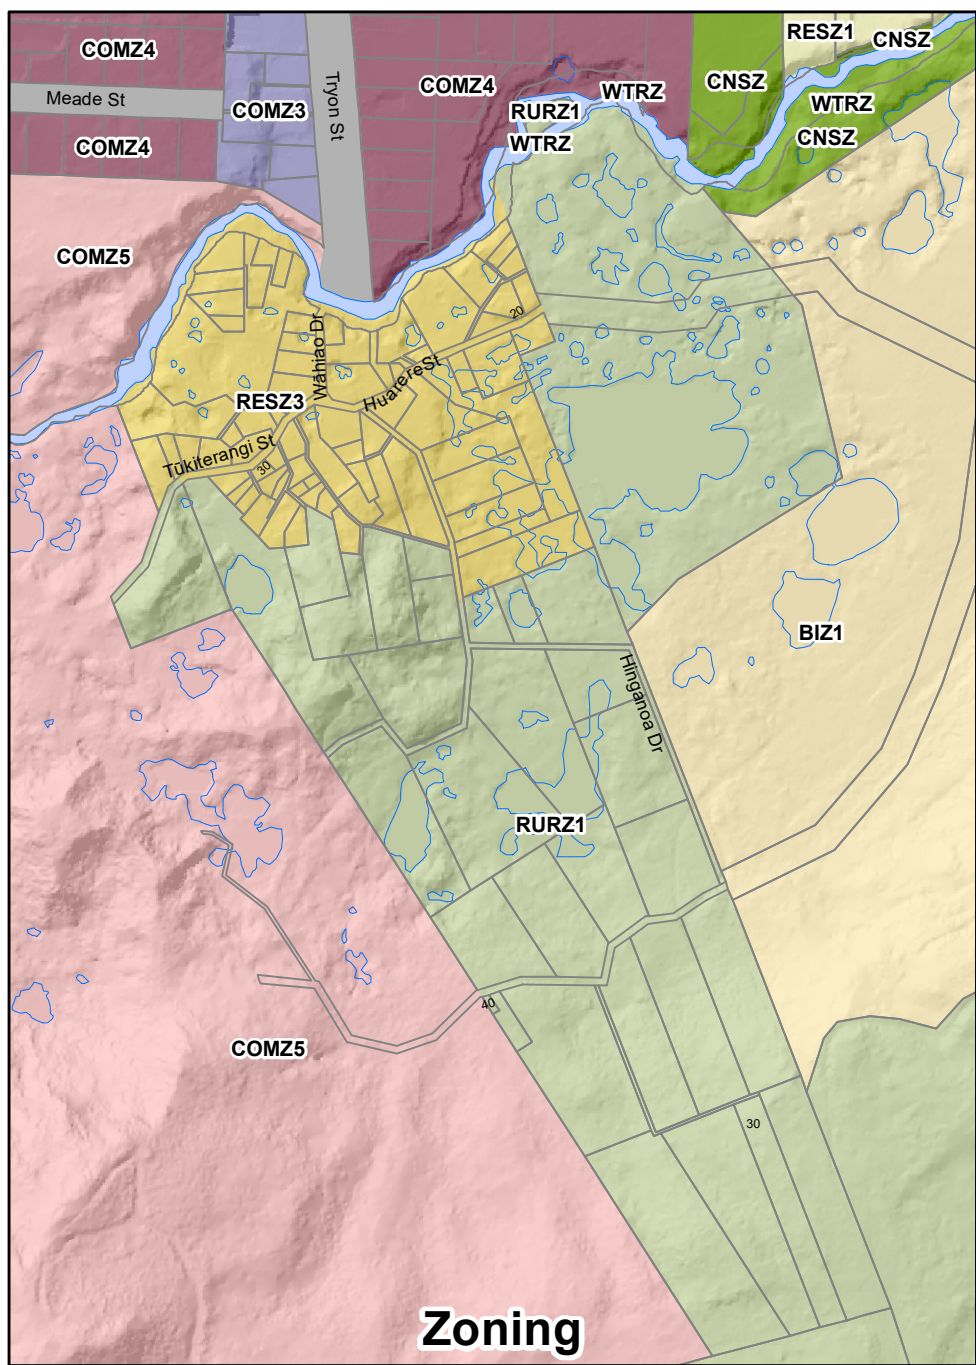 RESZ1
CNSZ
COMZ4
CNSZ
COMZ4
WTRZ
Meade St
Tryon St
COMZ3
RURZ1
WTRZ
CNSZ
WTRZ
COMZ4
COMZ5
20
Wāhiao Dr
Huarere St
RESZ3
Tūkiterangi St
30
BIZ1
Hinganoa Dr
RURZ1
40
COMZ5
30
Zoning